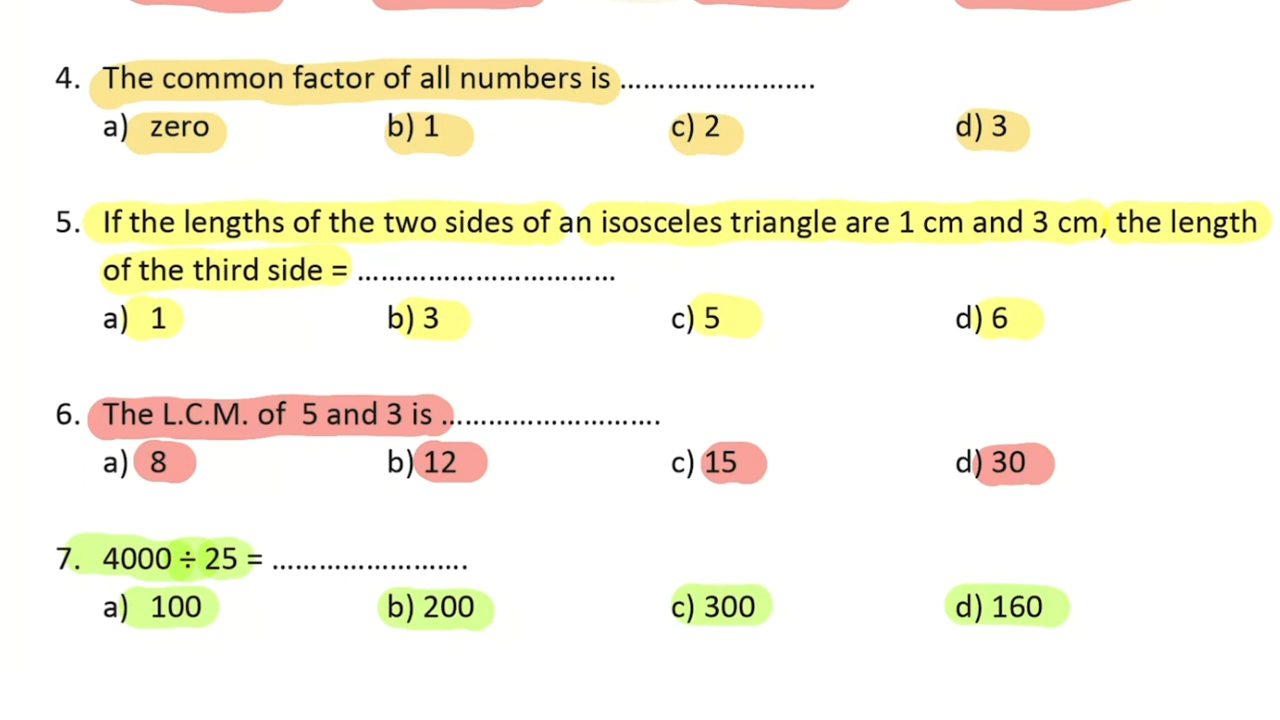 4. The common factor of all numbers is........................
a) zero b) 1 c) 2 d) 3
5. If the lengths of the two sides of an isosceles triangle are 1 cm and 3 cm, the length
of the third side = .................................
a) 1 b) 3 c) 5 d) 6
6. The L.C.M. of 5 and 3 is ............................
a) 8 b) 12 c) 15 d) 30
7. 4000 ÷ 25 = .........................
a) 100 b) 200 c) 300 d) 160